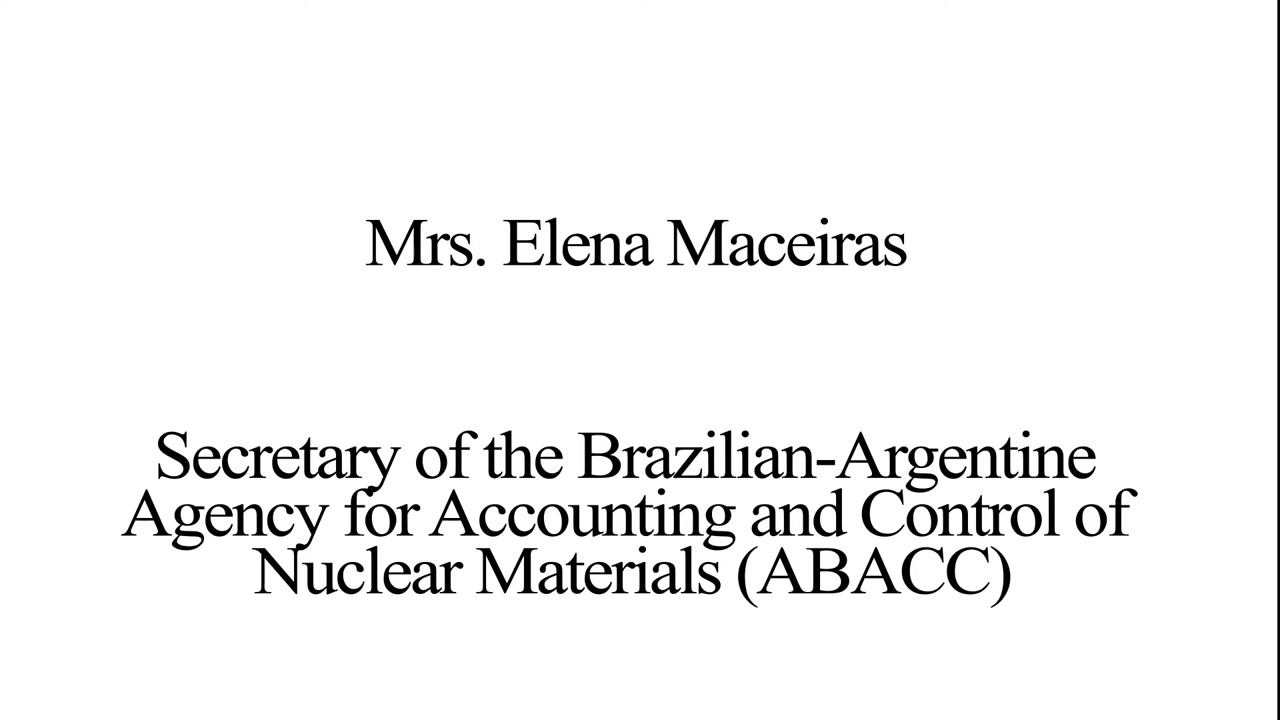 Mrs. Elena Maceiras
Secretary of the Brazilian-Argentine
Agency for Accounting and Control of
Nuclear Materials (ABACC)